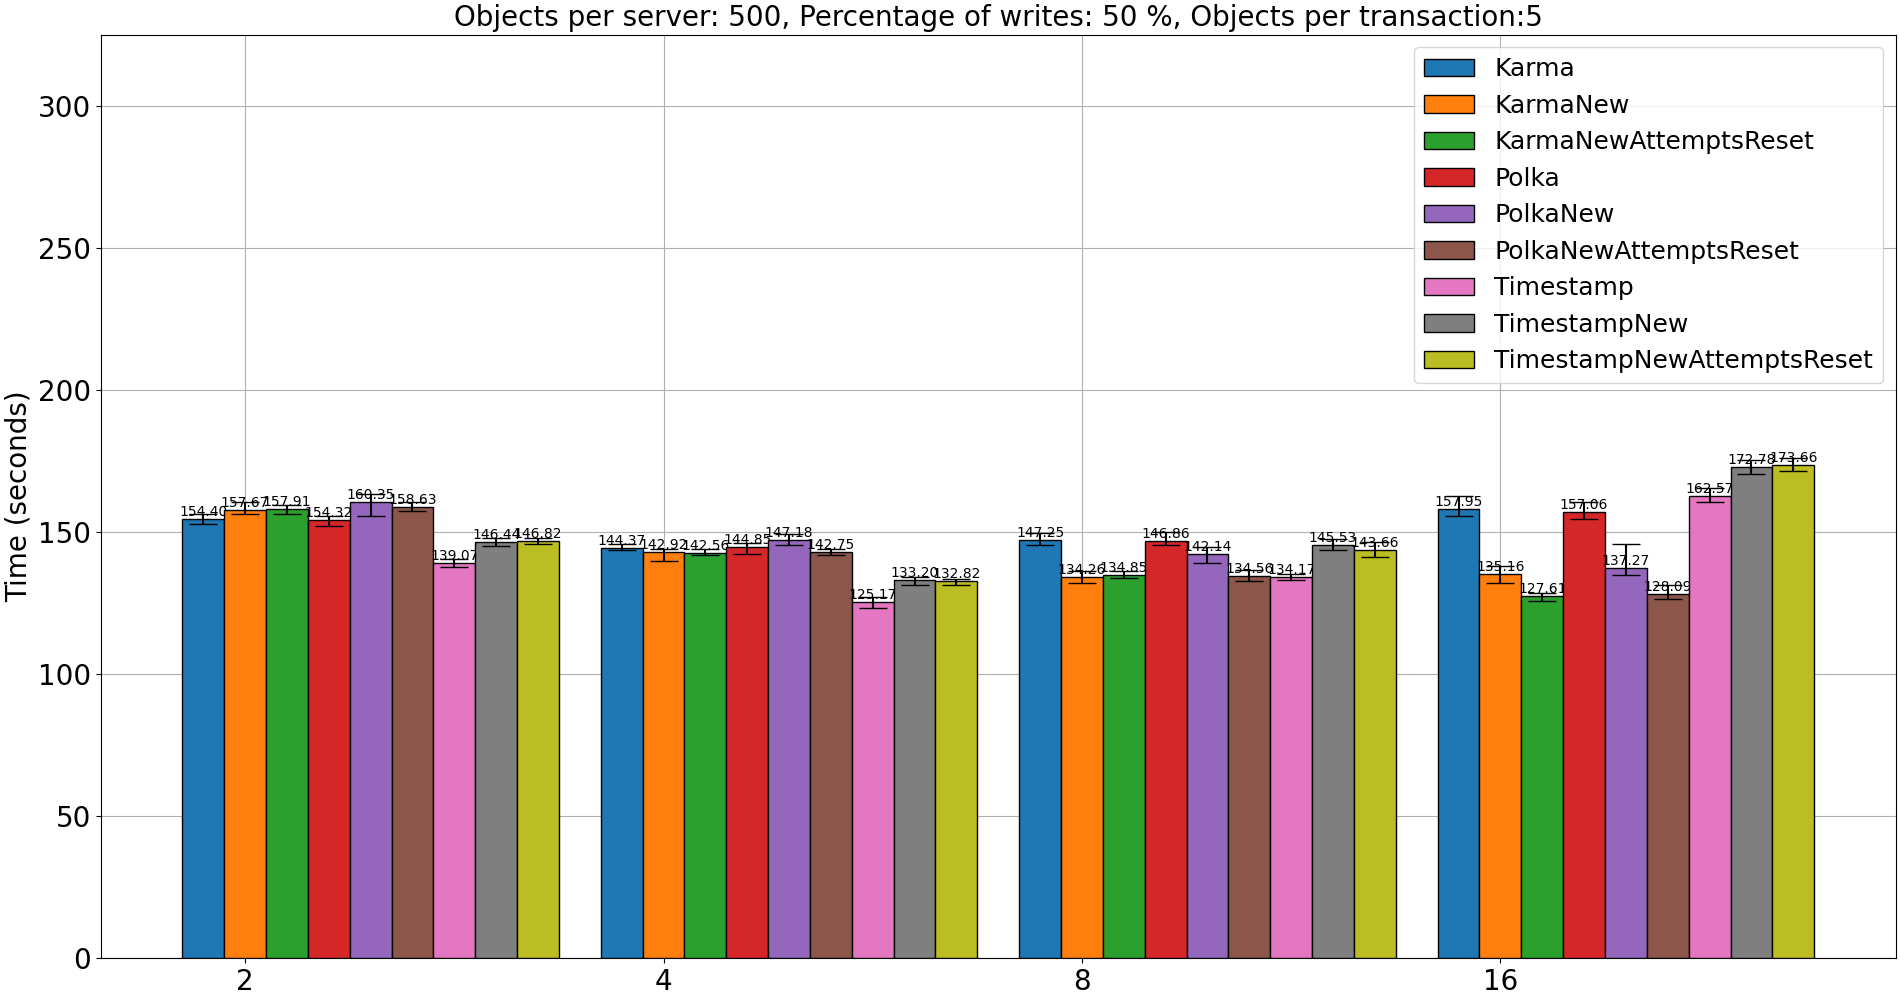 Objects per server: 500, Percentage of writes: 50 %, Objects per transaction:5
Time (seconds)
300
250
200
150
100
50
0
Karma
KarmaNew
KarmaNewAttemptsReset
Polka
PolkaNew
PolkaNewAttemptsReset
Timestamp
TimestampNew
TimestampNewAttemptsReset
154.40 157.67 157.91 154.32 160.35 158.63 139.07 146.44 146.82
144.37 142.92 142.56 144.85 147.18 142.75 125.17 133.20 132.82
147.25 134.26 134.85 146.86 142.14 134.56 134.17 145.53 143.66
157.95 135.16 127.61 157.06 137.27 128.09 162.57 172.78 173.66
2 4 8 16